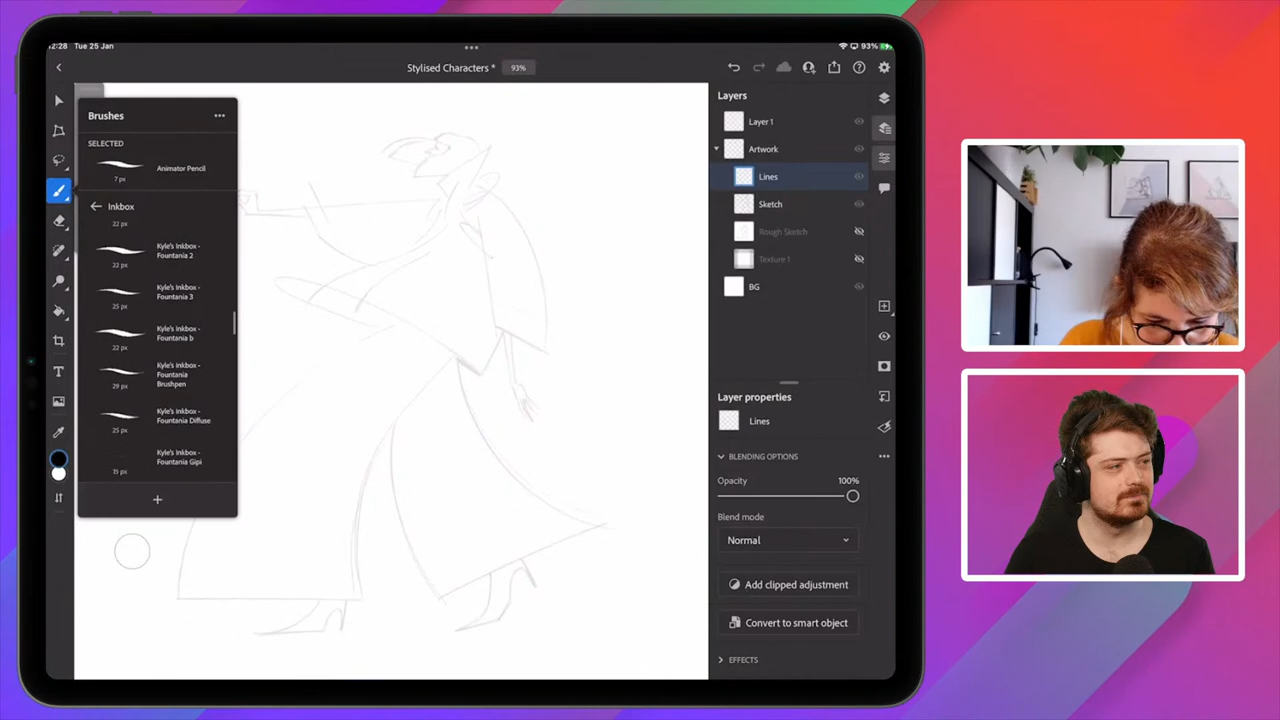 12:28 Tue 25 Jan
93%
Stylised Characters * 93%
Brushes
SELECTED
Animator Pencil
7 px
Inkbox
22 px
Kyle's Inkbox -
Fountania 2
22 px
Kyle's Inkbox -
Fountania 3
25 px
Kyle's Inkbox -
Fountania b
22 px
Kyle's Inkbox -
Fountania
Brushpen
29 px
Kyle's Inkbox -
Fountania Diffuse
25 px
Kyle's Inkbox -
Fountania Gipi
15 px
Layers
Layer 1
Artwork
Lines
Sketch
Rough Sketch
Texture 1
BG
Layer properties
Lines
BLENDING OPTIONS
Opacity 100%
Blend mode
Normal
Add clipped adjustment
Convert to smart object
EFFECTS